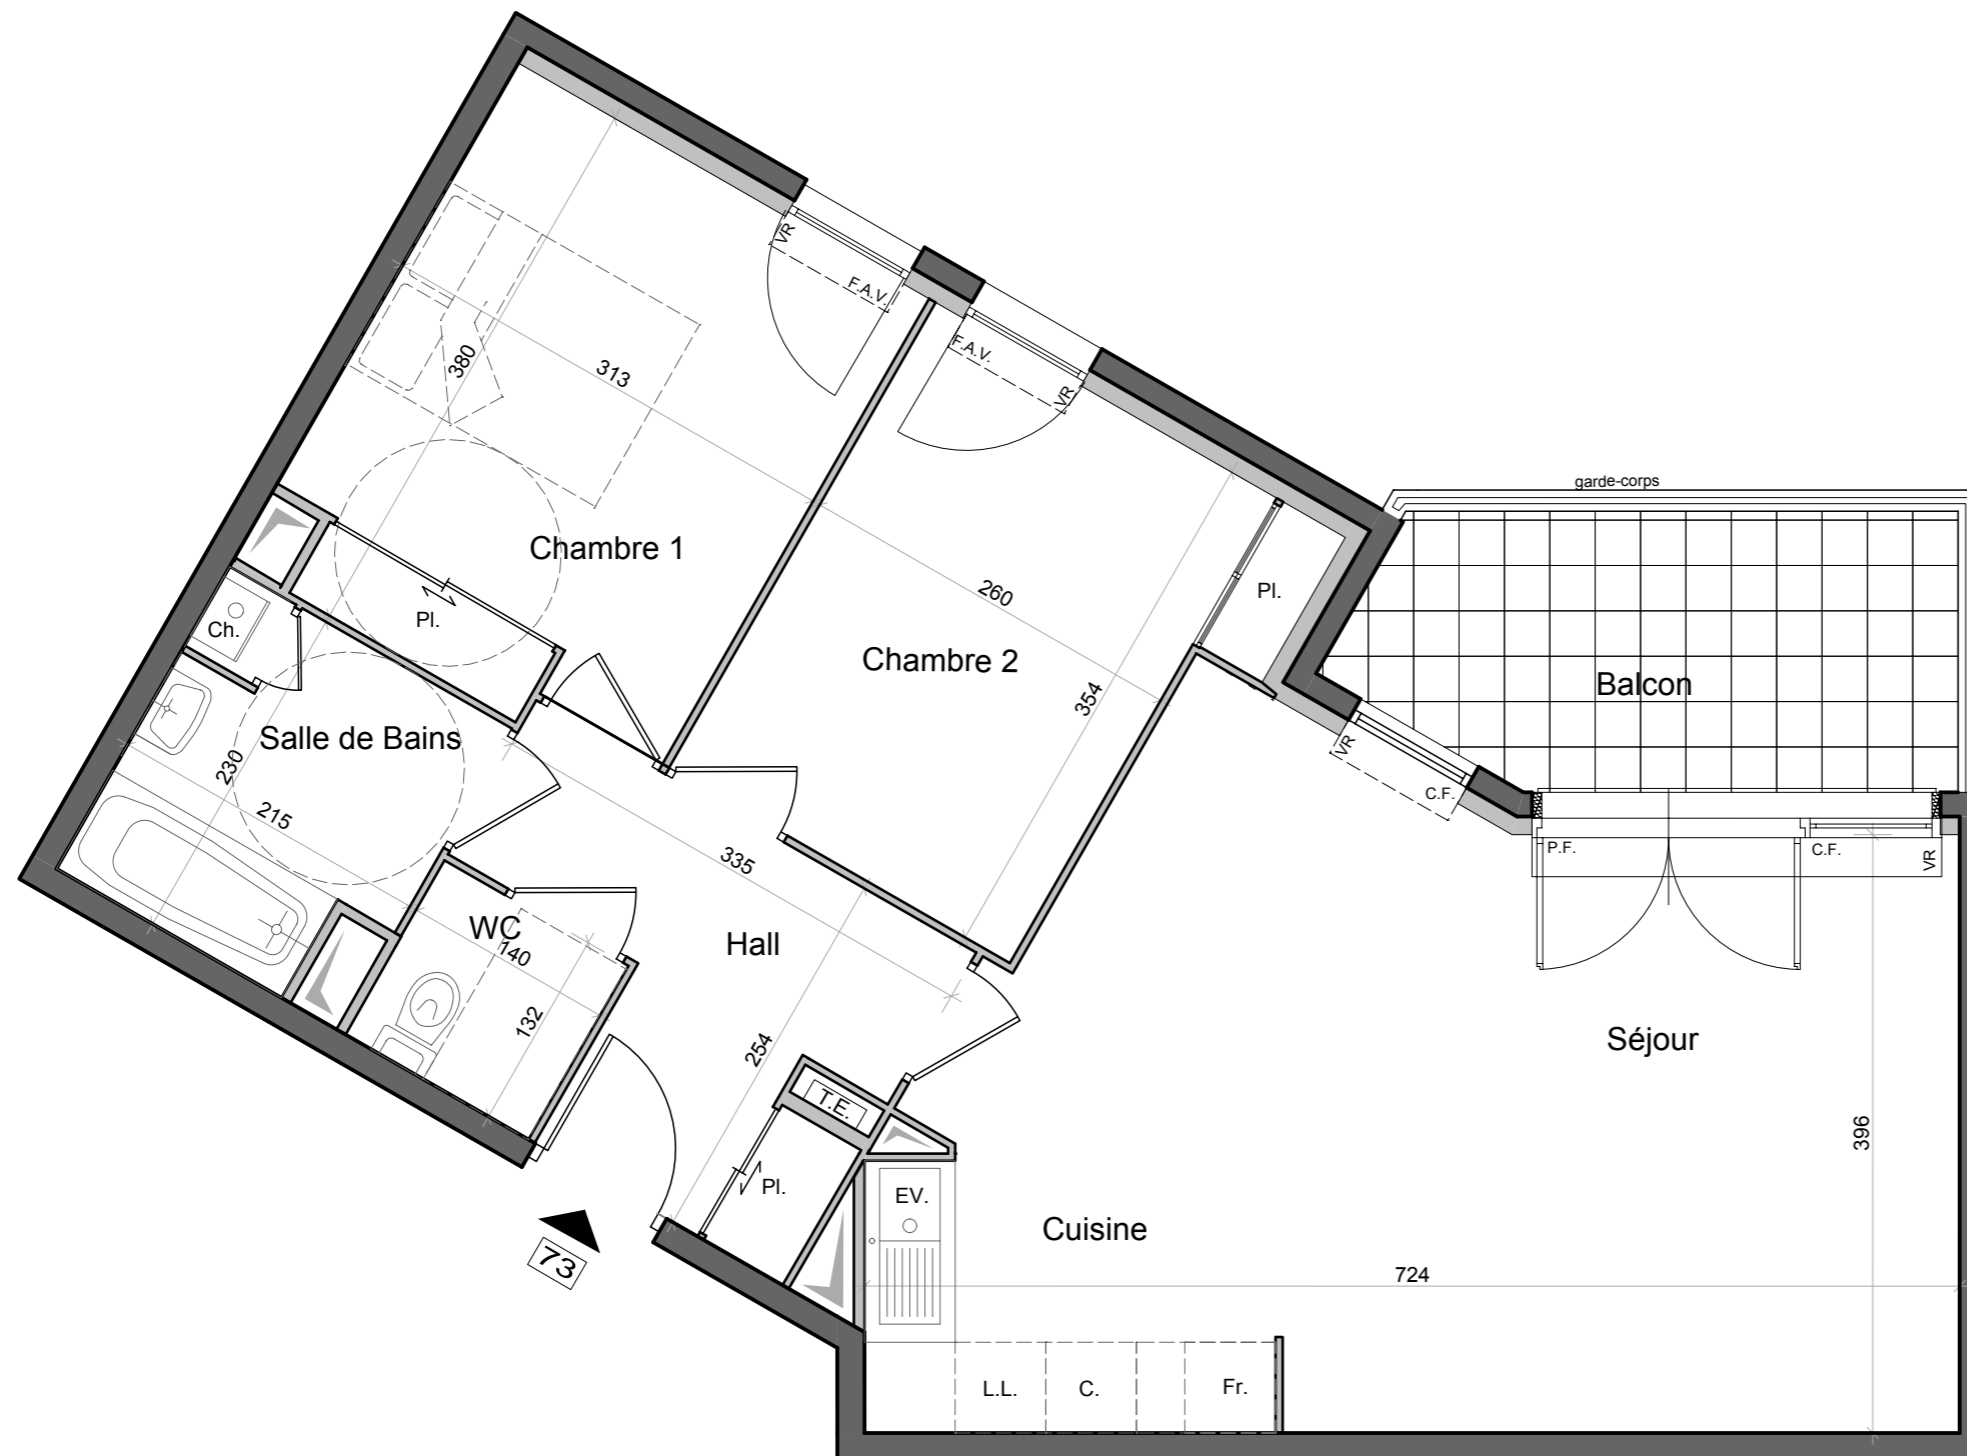 VR
F.A.V.
F.A.V.
VR
380
313
garde-corps
Chambre 1
260
Pl.
Pl.
Ch.
Chambre 2
354
Balcon
Salle de Bains
VR
230
C.F.
215
335
P.F.
C.F.
VR
WC
140
Hall
132
254
Séjour
T.E.
396
Pl.
EV.
Cuisine
73
724
L.L.
C.
Fr.